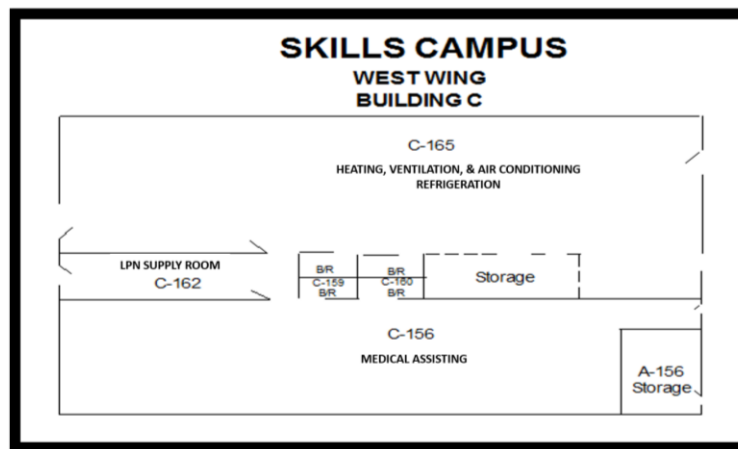 SKILLS CAMPUS
WEST WING
BUILDING C
C-165
HEATING, VENTILATION, & AIR CONDITIONING
REFRIGERATION
LPN SUPPLY ROOM
C-162
B/R
C-159
B/R
B/R
C-160
B/R
Storage
C-156
MEDICAL ASSISTING
A-156
Storage